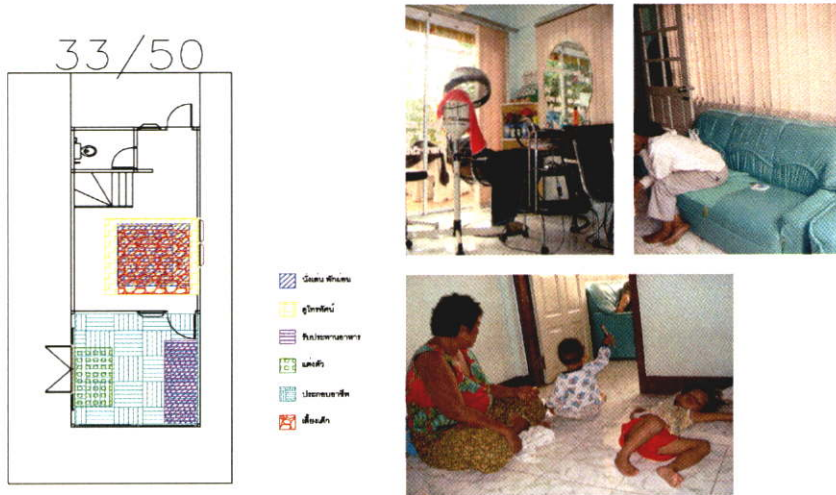 33/50
นั่งเล่น พักผ่อน
ดูโทรทัศน์
รับประทานอาหาร
แต่งตัว
ประกอบอาชีพ
เลี้ยงเด็ก